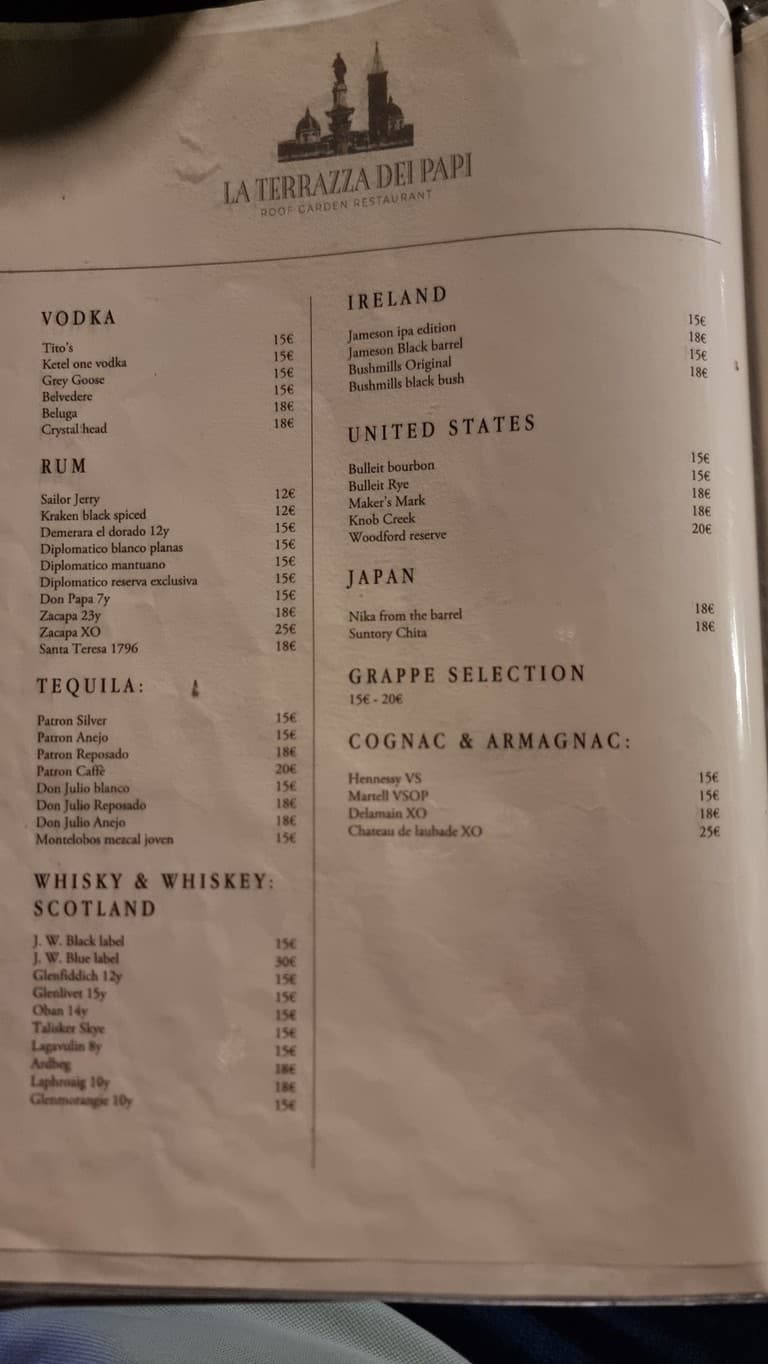 LA TERRAZZA DEI PAPI
ROOF GARDEN RESTAURANT
VODKA
Tito's 15€
Ketel one vodka 15€
Grey Goose 15€
Belvedere 15€
Beluga 18€
Crystal head 18€
RUM
Sailor Jerry 12€
Kraken black spiced 12€
Demerara el dorado 12y 15€
Diplomatico blanco planas 15€
Diplomatico mantuano 15€
Diplomatico reserva exclusiva 15€
Don Papa 7y 15€
Zacapa 23y 18€
Zacapa XO 25€
Santa Teresa 1796 18€
TEQUILA:
Patron Silver 15€
Patron Anejo 15€
Patron Reposado 18€
Patron Caffè 20€
Don Julio blanco 15€
Don Julio Reposado 18€
Don Julio Anejo 18€
Montelobos mezcal joven 15€
WHISKY & WHISKEY:
SCOTLAND
J. W. Black label 15€
J. W. Blue label 30€
Glenfiddich 12y 15€
Glenlivet 15y 15€
Oban 14y 15€
Talisker Skye 15€
Lagavulin 8y 15€
Ardbeg 18€
Laphroaig 10y 18€
Glenmorangie 10y 15€
IRELAND
Jameson ipa edition 15€
Jameson Black barrel 18€
Bushmills Original 15€
Bushmills black bush 18€
UNITED STATES
Bulleit bourbon 15€
Bulleit Rye 15€
Maker's Mark 18€
Knob Creek 18€
Woodford reserve 20€
JAPAN
Nika from the barrel 18€
Suntory Chita 18€
GRAPPE SELECTION
15€ - 20€
COGNAC & ARMAGNAC:
Hennessy VS 15€
Martell VSOP 15€
Delamain XO 18€
Chateau de laubade XO 25€